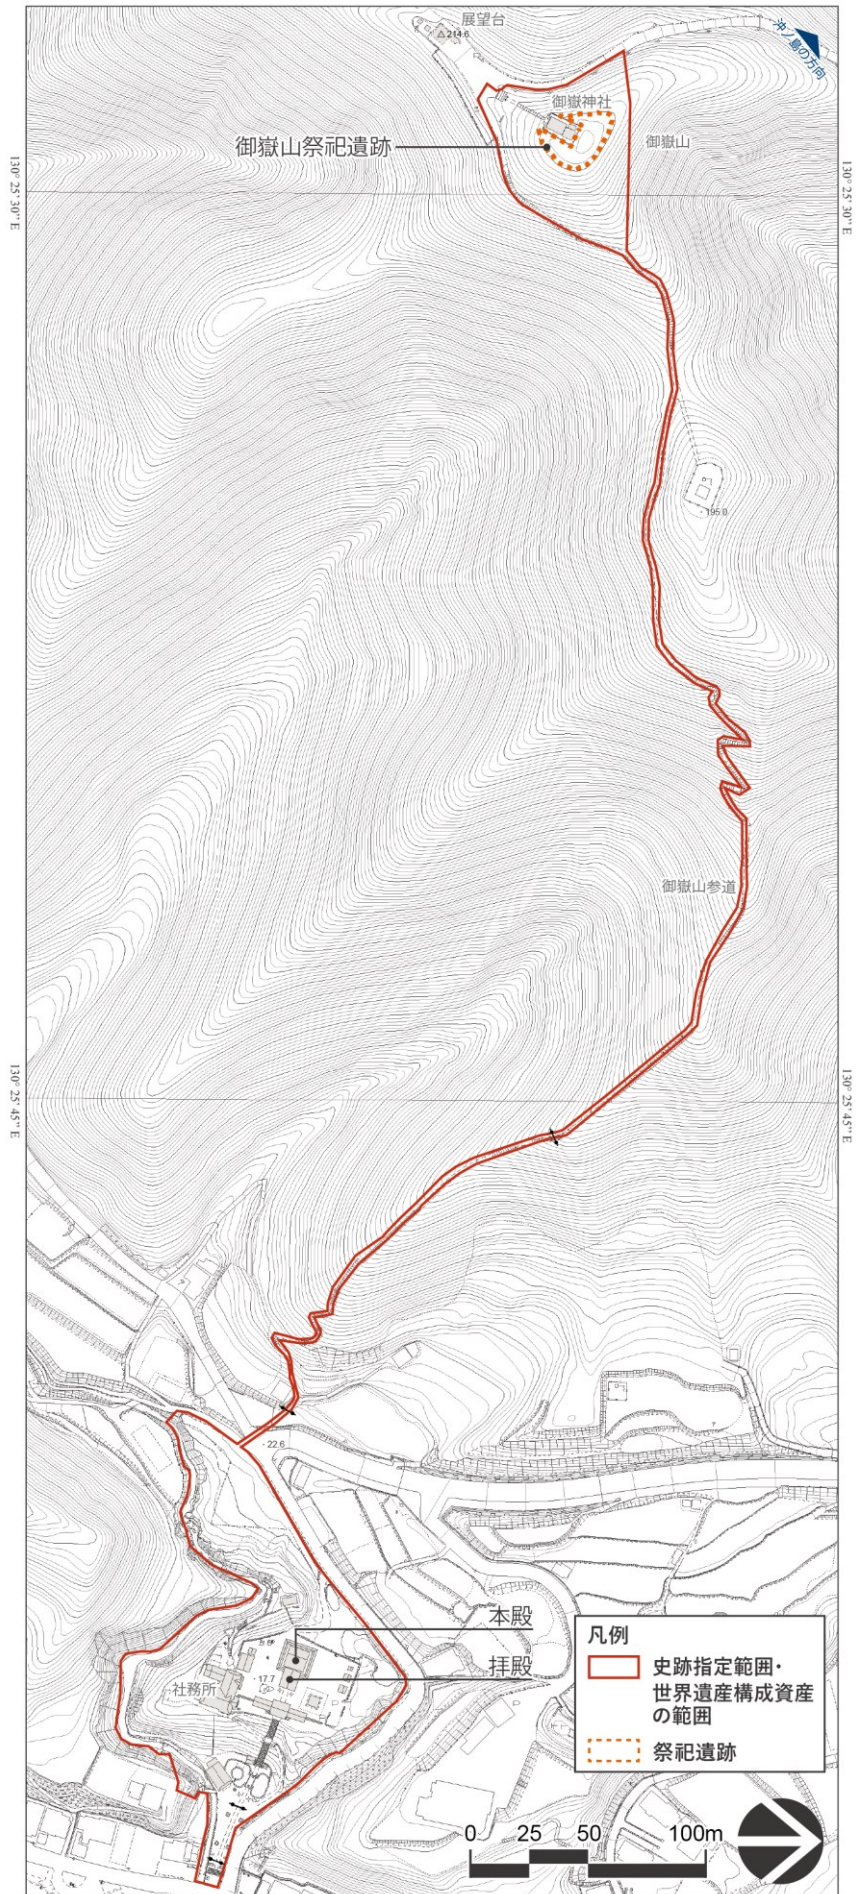 展望台
△214.6
沖ノ島の方向
御嶽神社
御嶽山祭祀遺跡
御嶽山
130° 25' 30" E
130° 25' 30" E
・195.0
御嶽山参道
130° 25' 45" E
130° 25' 45" E
・22.6
本殿
拝殿
・17.7
社務所
凡例
史跡指定範囲・
世界遺産構成資産
の範囲
祭祀遺跡
0 25 50 100m